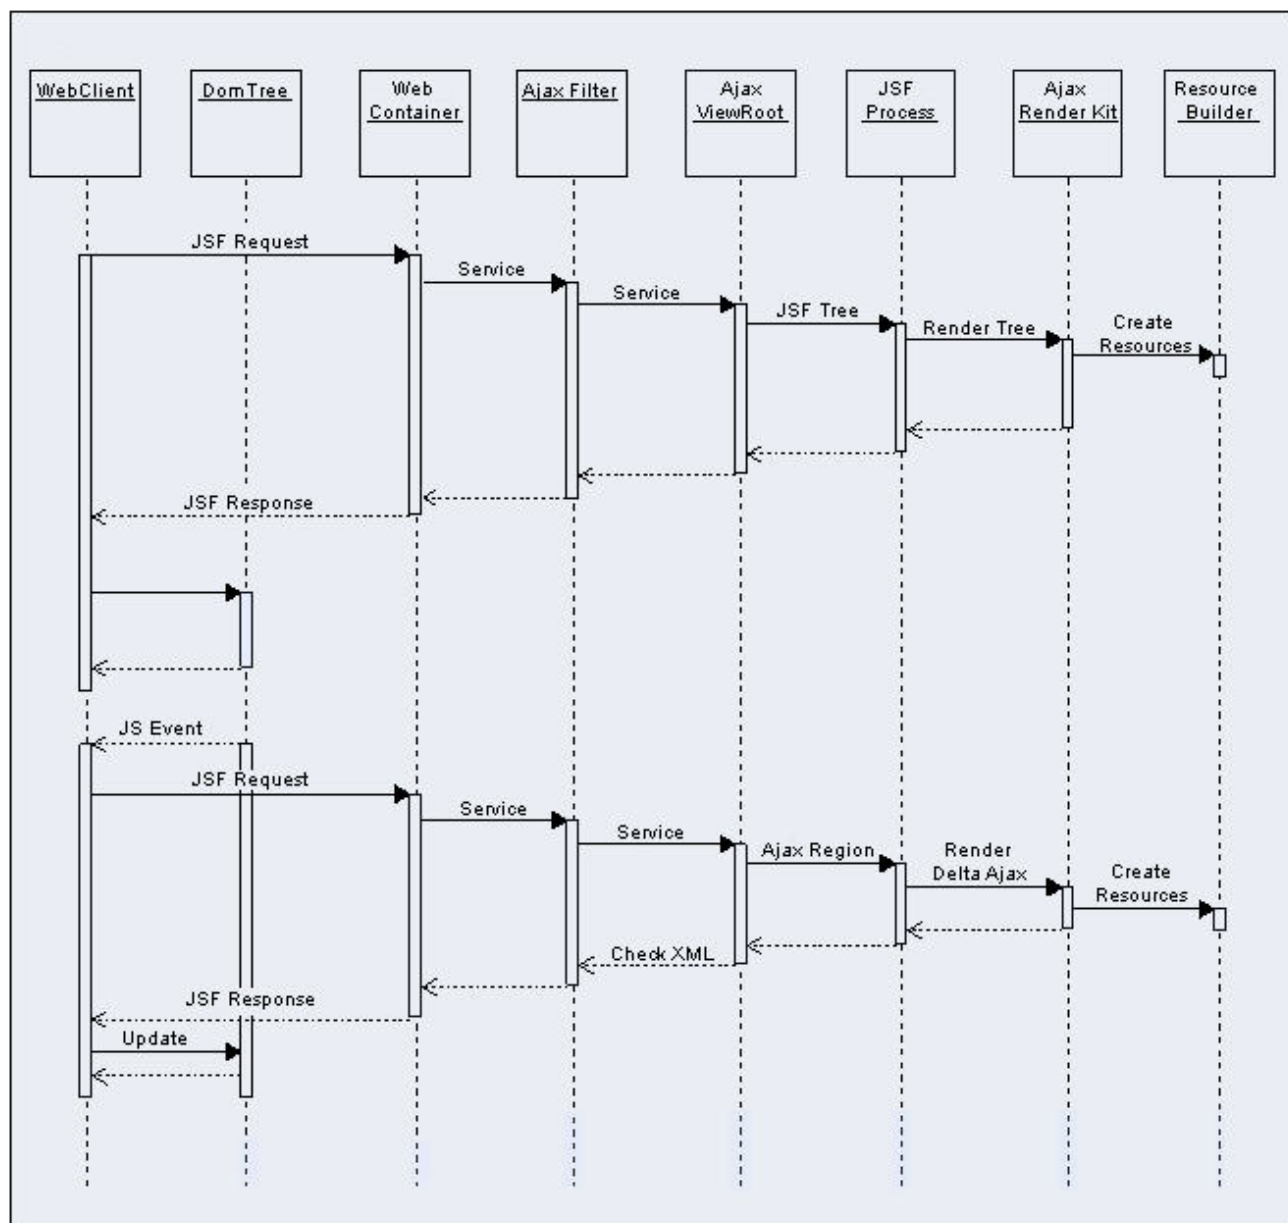 WebClient
DomTree
Web
Container
Ajax Filter
Ajax
ViewRoot
JSF
Process
Ajax
Render Kit
Resource
Builder
JSF Request
Service
Service
JSF Tree
Render Tree
Create
Resources
JSF Response
JS Event
JSF Request
Service
Service
Ajax Region
Render
Delta Ajax
Create
Resources
Check XML
JSF Response
Update